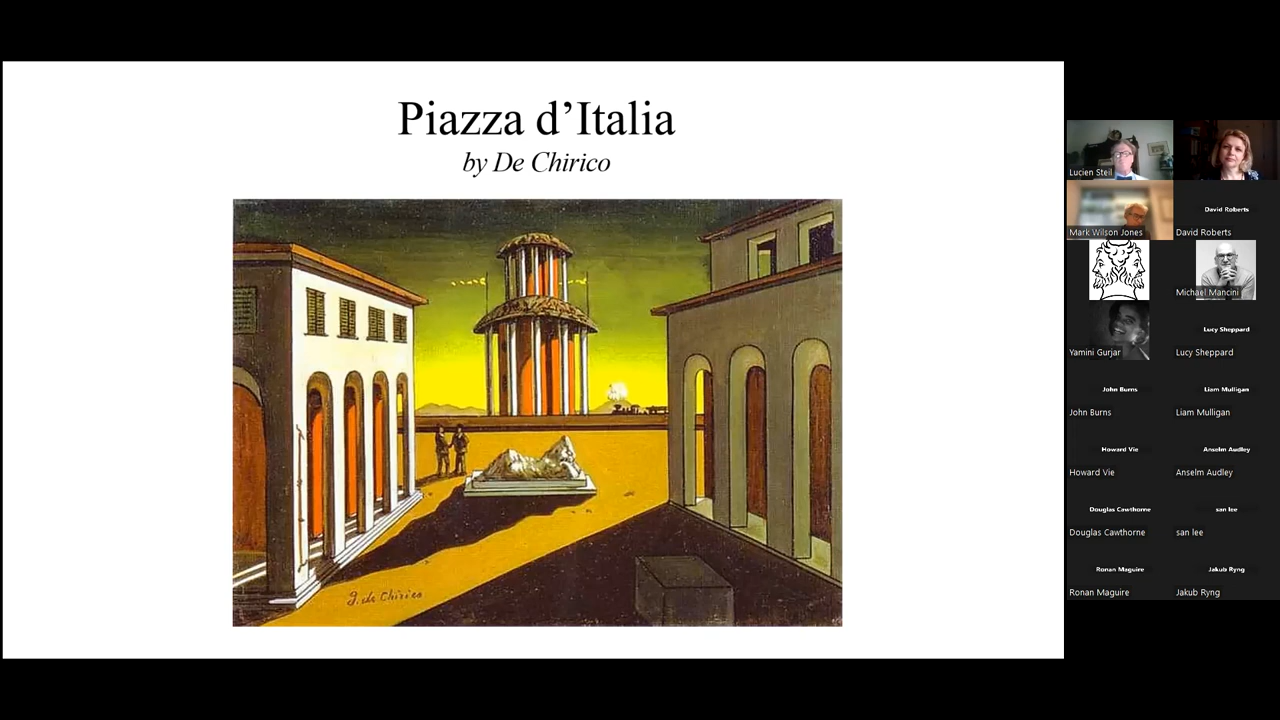 Piazza d’Italia
by De Chirico
g. de Chirico
Lucien Steil
Mark Wilson Jones
David Roberts
David Roberts
Michael Mancini
Yamini Gurjar
Lucy Sheppard
Lucy Sheppard
John Burns
John Burns
Liam Mulligan
Liam Mulligan
Howard Vie
Howard Vie
Anselm Audley
Anselm Audley
Douglas Cawthorne
Douglas Cawthorne
san lee
san lee
Ronan Maguire
Ronan Maguire
Jakub Ryng
Jakub Ryng